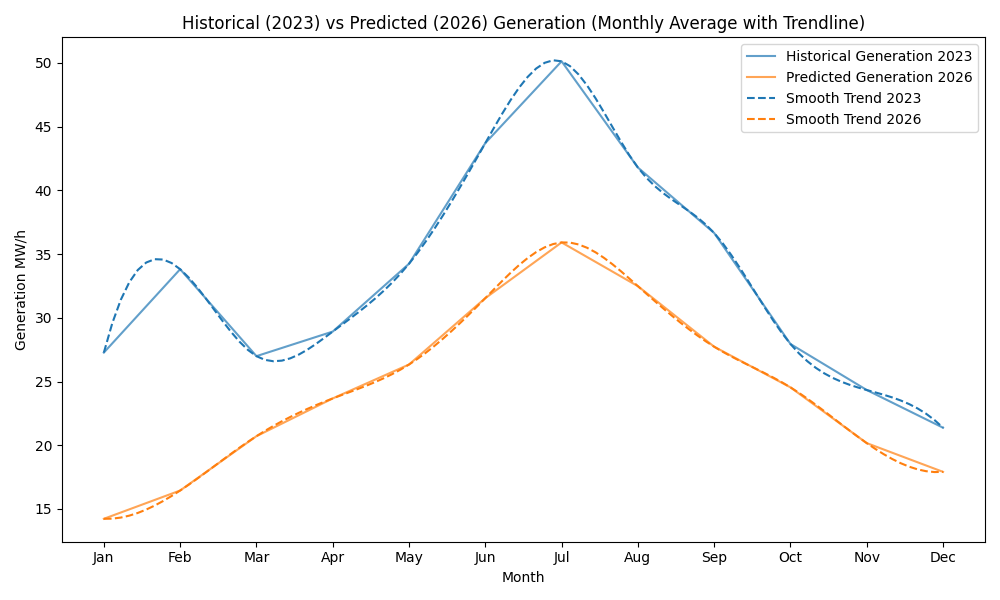 Historical (2023) vs Predicted (2026) Generation (Monthly Average with Trendline)
Historical Generation 2023
Predicted Generation 2026
Smooth Trend 2023
Smooth Trend 2026
Generation MW/h
50
45
40
35
30
25
20
15
Jan Feb Mar Apr May Jun Jul Aug Sep Oct Nov Dec
Month